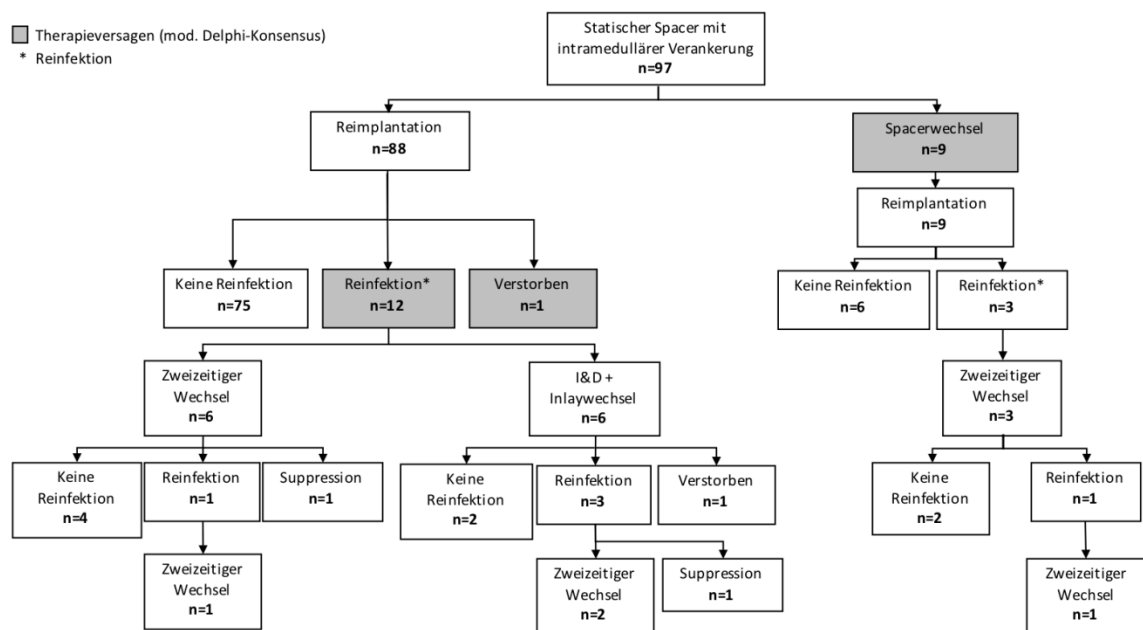 Therapieversagen (mod. Delphi-Konsensus)
* Reinfektion
Statischer Spacer mit
intramedullärer Verankerung
n=97
Reimplantation
n=88
Spacerwechsel
n=9
Reimplantation
n=9
Keine Reinfektion
n=75
Reinfektion*
n=12
Verstorben
n=1
Keine Reinfektion
n=6
Reinfektion*
n=3
Zweizeitiger
Wechsel
n=6
I&D +
Inlaywechsel
n=6
Zweizeitiger
Wechsel
n=3
Keine
Reinfektion
n=4
Reinfektion
n=1
Suppression
n=1
Keine
Reinfektion
n=2
Reinfektion
n=3
Verstorben
n=1
Keine
Reinfektion
n=2
Reinfektion
n=1
Zweizeitiger
Wechsel
n=1
Zweizeitiger
Wechsel
n=2
Suppression
n=1
Zweizeitiger
Wechsel
n=1